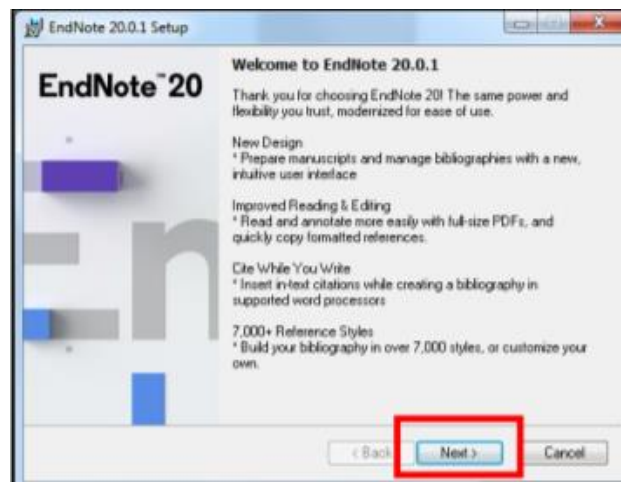 EndNote 20.0.1 Setup
EndNote™ 20
Welcome to EndNote 20.0.1
Thank you for choosing EndNote 20! The same power and
flexibility you trust, modernized for ease of use.
New Design
* Prepare manuscripts and manage bibliographies with a new,
intuitive user interface
Improved Reading & Editing
* Read and annotate more easily with full-size PDFs, and
quickly copy formatted references.
Cite While You Write
* Insert in-text citations while creating a bibliography in
supported word processors
7,000+ Reference Styles
* Build your bibliography in over 7,000 styles, or customize your
own.
< Back
Next >
Cancel